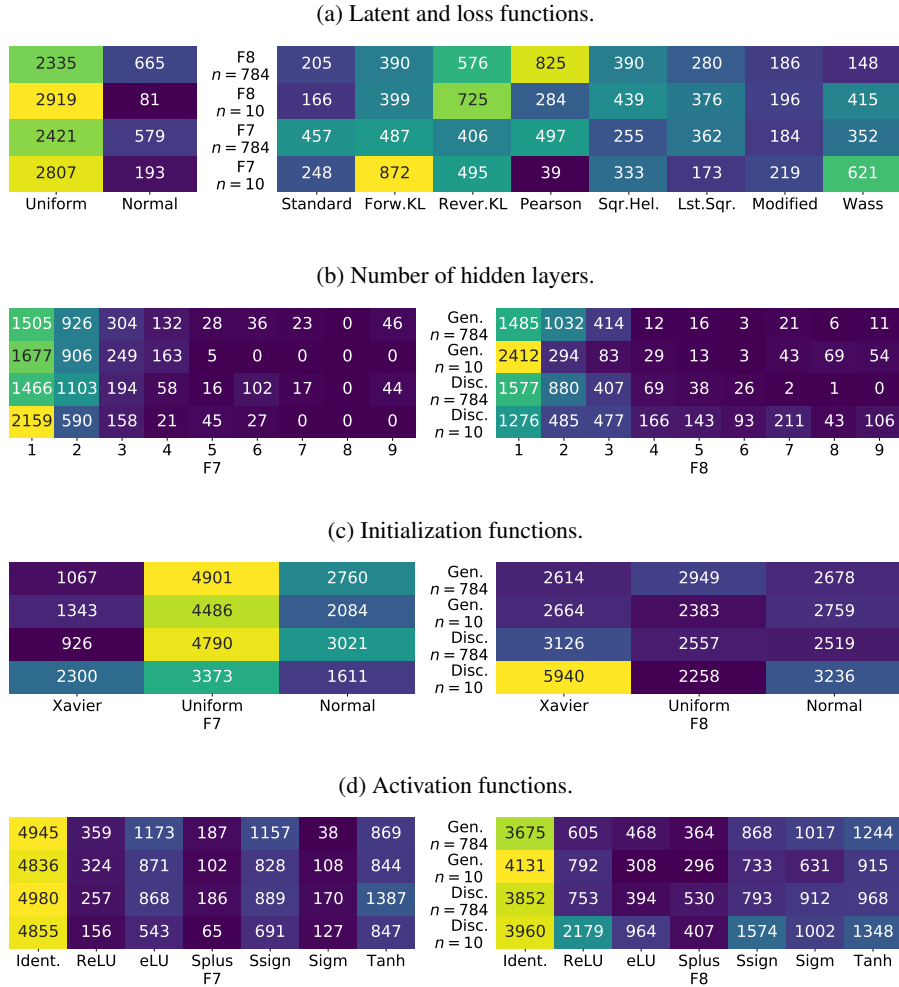 (a) Latent and loss functions.
2335 665 F8 n = 784 205 390 576 825 390 280 186 148
2919 81 F8 n = 10 166 399 725 284 439 376 196 415
2421 579 F7 n = 784 457 487 406 497 255 362 184 352
2807 193 F7 n = 10 248 872 495 39 333 173 219 621
Uniform Normal Standard Forw.KL Rever.KL Pearson Sqr.Hel. Lst.Sqr. Modified Wass
(b) Number of hidden layers.
1505 926 304 132 28 36 23 0 46 Gen. n = 784 1485 1032 414 12 16 3 21 6 11
1677 906 249 163 5 0 0 0 0 Gen. n = 10 2412 294 83 29 13 3 43 69 54
1466 1103 194 58 16 102 17 0 44 Disc. n = 784 1577 880 407 69 38 26 2 1 0
2159 590 158 21 45 27 0 0 0 Disc. n = 10 1276 485 477 166 143 93 211 43 106
1 2 3 4 5 6 7 8 9 1 2 3 4 5 6 7 8 9
F7 F8
(c) Initialization functions.
1067 4901 2760 Gen. n = 784 2614 2949 2678
1343 4486 2084 Gen. n = 10 2664 2383 2759
926 4790 3021 Disc. n = 784 3126 2557 2519
2300 3373 1611 Disc. n = 10 5940 2258 3236
Xavier Uniform Normal Xavier Uniform Normal
F7 F8
(d) Activation functions.
4945 359 1173 187 1157 38 869 Gen. n = 784 3675 605 468 364 868 1017 1244
4836 324 871 102 828 108 844 Gen. n = 10 4131 792 308 296 733 631 915
4980 257 868 186 889 170 1387 Disc. n = 784 3852 753 394 530 793 912 968
4855 156 543 65 691 127 847 Disc. n = 10 3960 2179 964 407 1574 1002 1348
Ident. ReLU eLU Splus Ssign Sigm Tanh Ident. ReLU eLU Splus Ssign Sigm Tanh
F7 F8